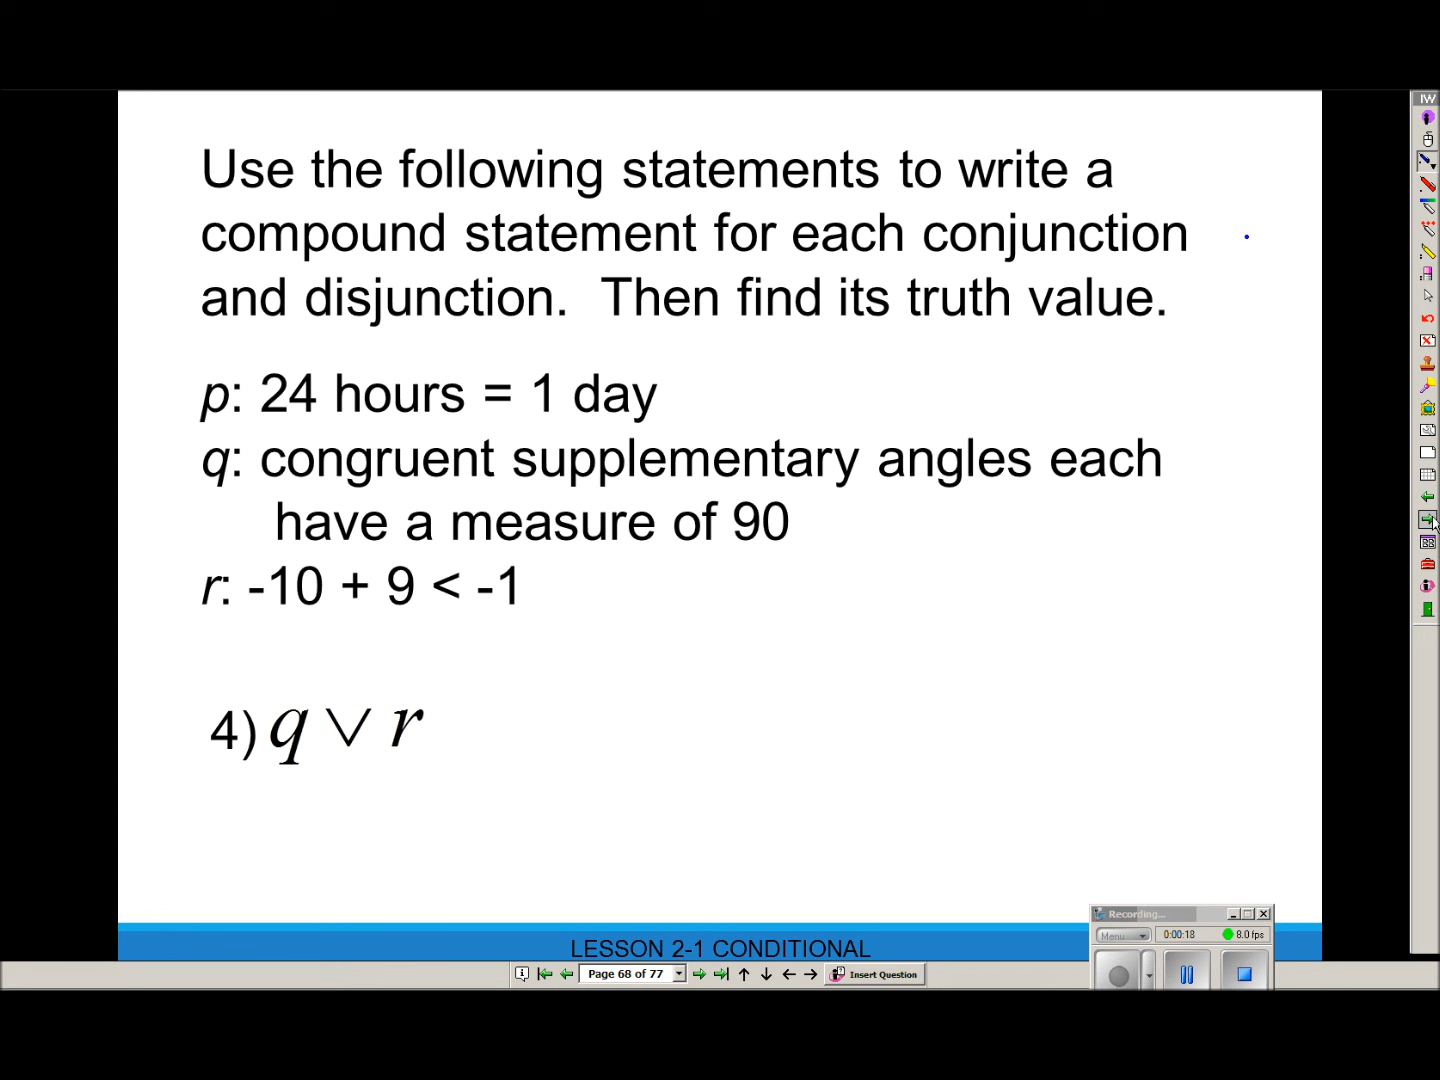 IW
Use the following statements to write a
compound statement for each conjunction
and disjunction. Then find its truth value.
p: 24 hours = 1 day
q: congruent supplementary angles each
have a measure of 90
r: -10 + 9 < -1
4) q ∨ r
LESSON 2-1 CONDITIONAL
Recording...
Menu 0:00:18 8.0 fps
Page 68 of 77 Insert Question